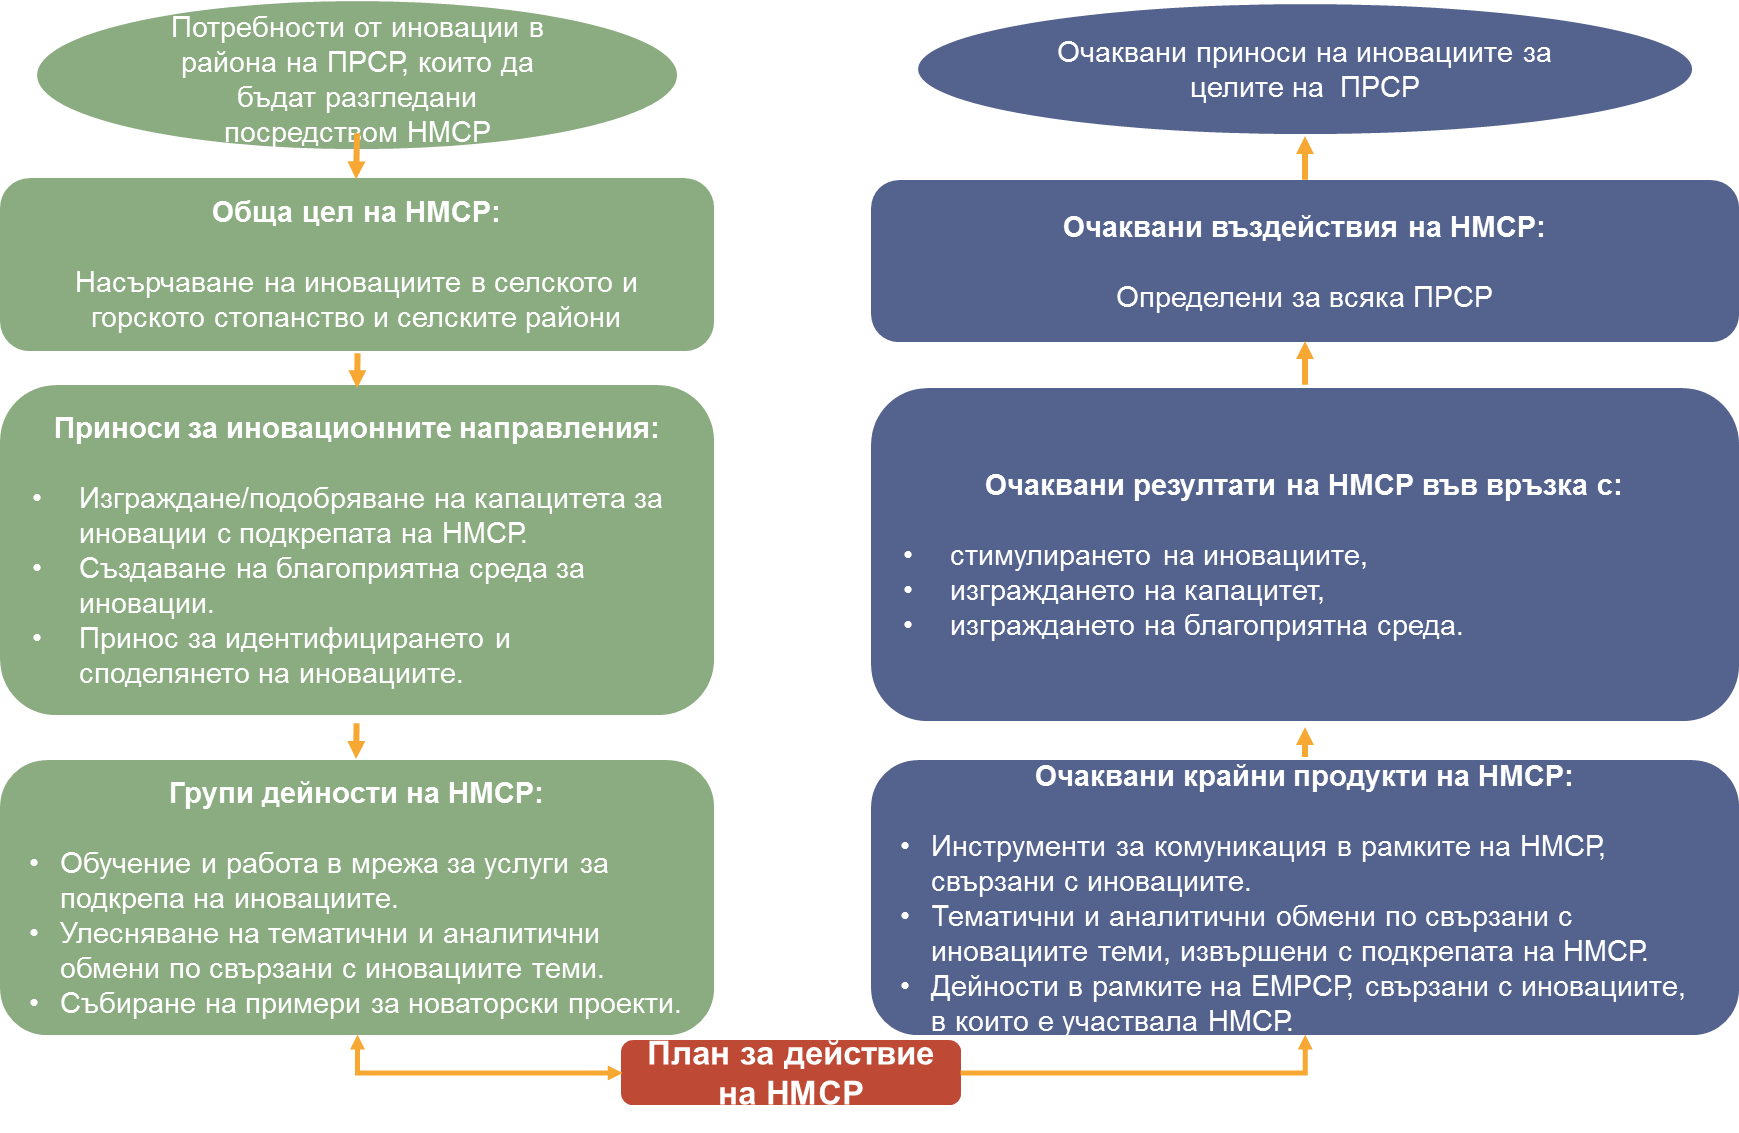 Потребности от иновации в
района на ПРСР, които да
бъдат разгледани
посредством НМСР
Обща цел на НМСР:
Насърчаване на иновациите в селското и
горското стопанство и селските райони
Приноси за иновационните направления:
• Изграждане/подобряване на капацитета за
иновации с подкрепата на НМСР.
• Създаване на благоприятна среда за
иновации.
• Принос за идентифицирането и
споделянето на иновациите.
Групи дейности на НМСР:
• Обучение и работа в мрежа за услуги за
подкрепа на иновациите.
• Улесняване на тематични и аналитични
обмени по свързани с иновациите теми.
• Събиране на примери за новаторски проекти.
План за действие
на НМСР
Очаквани приноси на иновациите за
целите на ПРСР
Очаквани въздействия на НМСР:
Определени за всяка ПРСР
Очаквани резултати на НМСР във връзка с:
• стимулирането на иновациите,
• изграждането на капацитет,
• изграждането на благоприятна среда.
Очаквани крайни продукти на НМСР:
• Инструменти за комуникация в рамките на НМСР,
свързани с иновациите.
• Тематични и аналитични обмени по свързани с
иновациите теми, извършени с подкрепата на НМСР.
• Дейности в рамките на ЕМРСР, свързани с иновациите,
в които е участвала НМСР.